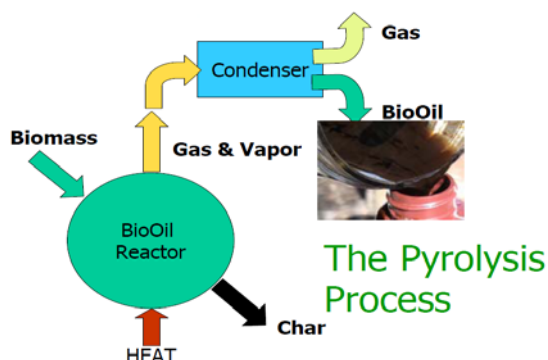 Gas
Condenser
BioOil
Biomass
Gas & Vapor
BioOil
Reactor
The Pyrolysis
Process
Char
HEAT